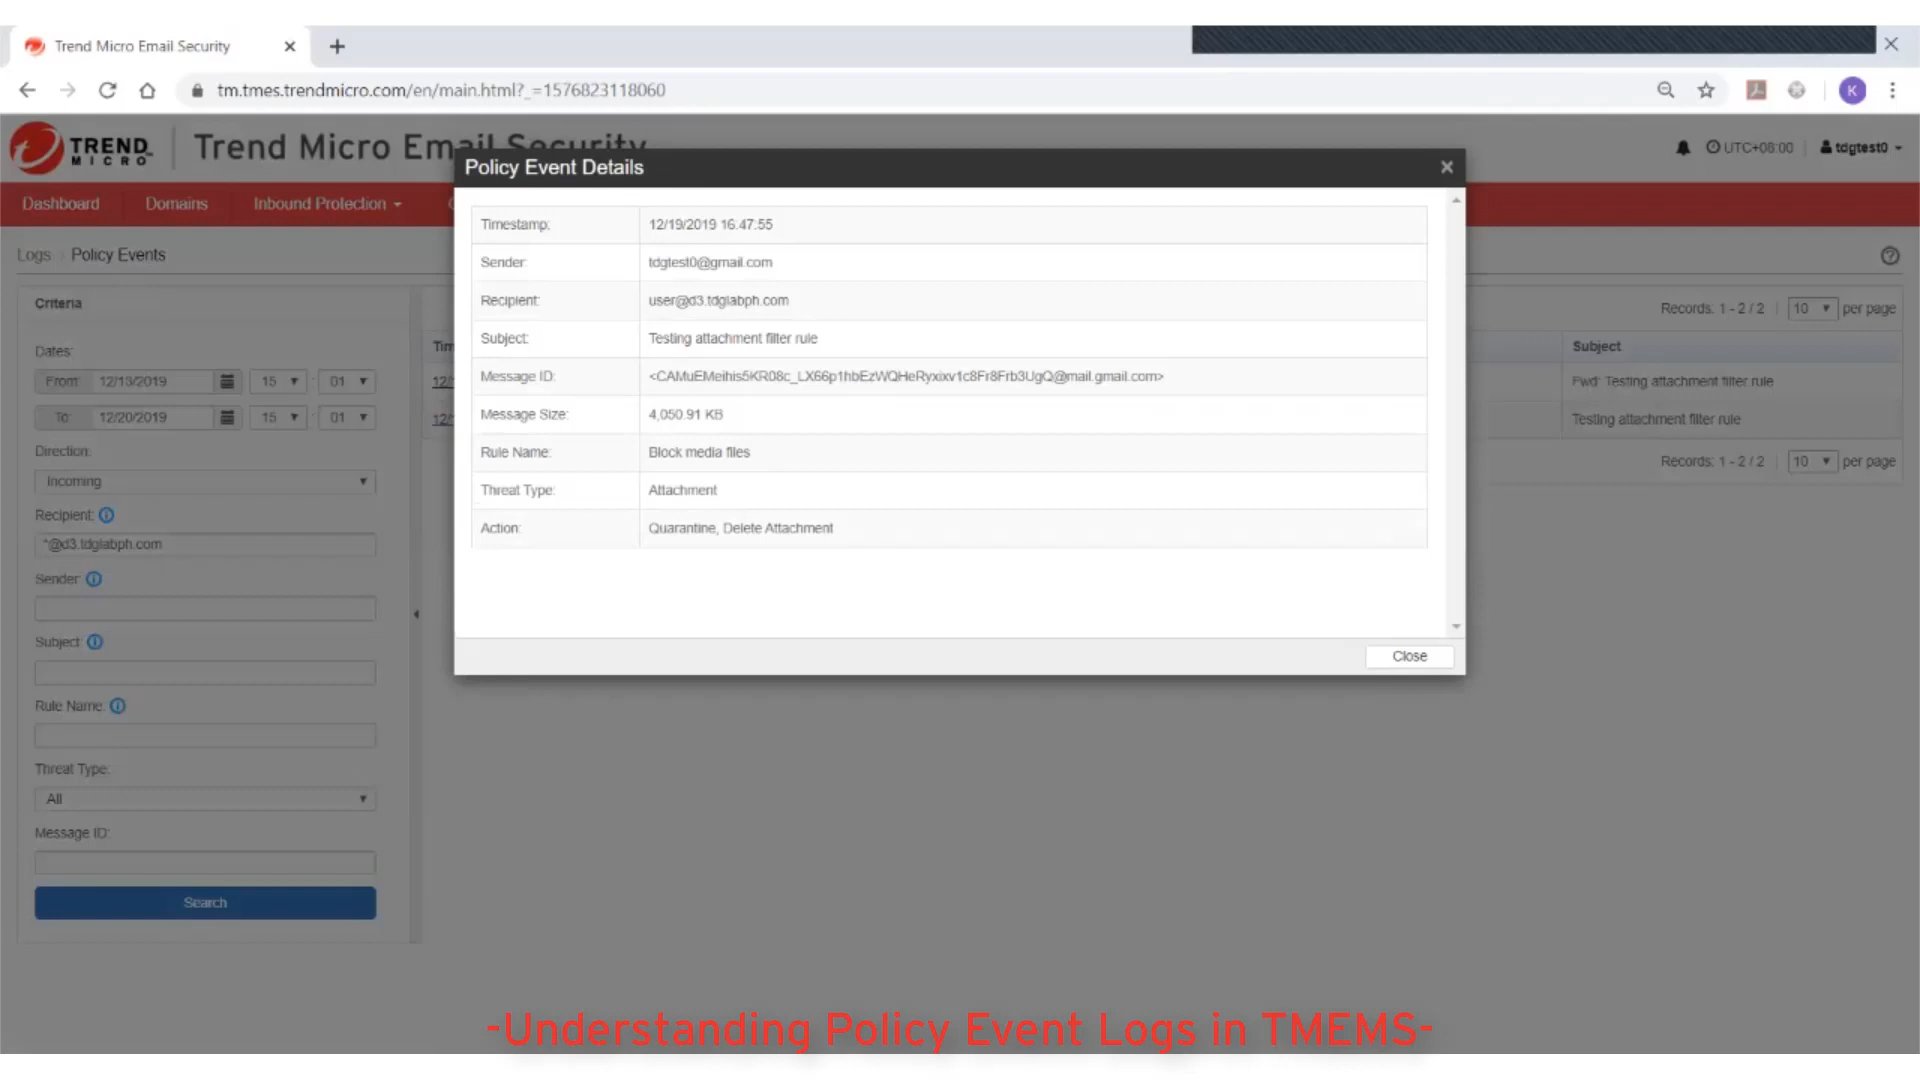 Trend Micro Email Security
tm.tmes.trendmicro.com/en/main.html?_=1576823118060
K
TREND
MICRO
Trend Micro Email Security
UTC+08:00
tdgtest0
Dashboard
Domains
Inbound Protection
Logs
Policy Events
Policy Event Details
Timestamp: 12/19/2019 16:47:55
Sender: tdgtest0@gmail.com
Recipient: user@d3.tdglabph.com
Subject: Testing attachment filter rule
Message ID: <CAMuEMeihis5KR08c_LX66p1hbEzWQHeRyxixv1c8Fr8Frb3UgQ@mail.gmail.com>
Message Size: 4,050.91 KB
Rule Name: Block media files
Threat Type: Attachment
Action: Quarantine, Delete Attachment
Close
Criteria
Dates:
From: 12/13/2019 15 : 01
To: 12/20/2019 15 : 01
Direction:
Incoming
Recipient:
*@d3.tdglabph.com
Sender:
Subject:
Rule Name:
Threat Type:
All
Message ID:
Search
Records: 1 - 2 / 2 10 per page
Subject
Fwd: Testing attachment filter rule
Testing attachment filter rule
Records: 1 - 2 / 2 10 per page
-Understanding Policy Event Logs in TMEMS-